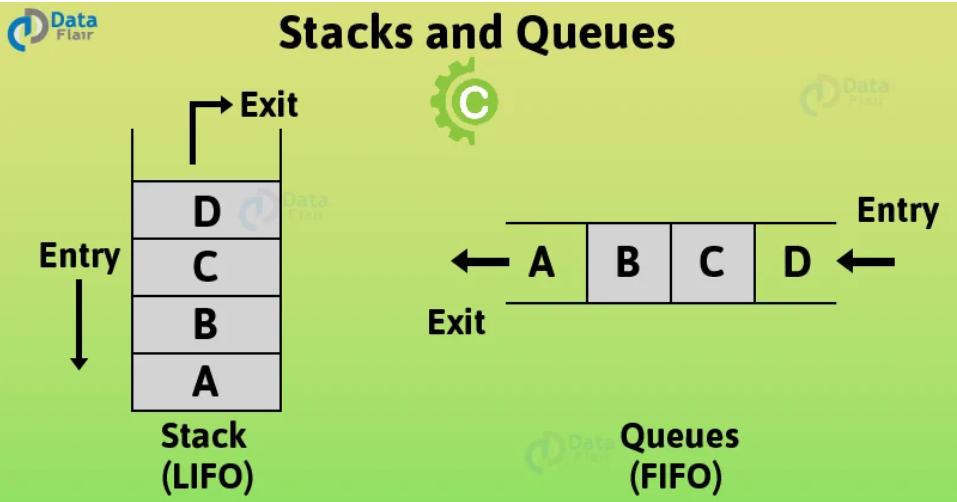 Data
Flair
Stacks and Queues
C
Exit
Data
Flair
D
C
B
A
Entry
Data
Flair
Stack
(LIFO)
Entry
A B C D
Exit
Data
Flair
Queues
(FIFO)